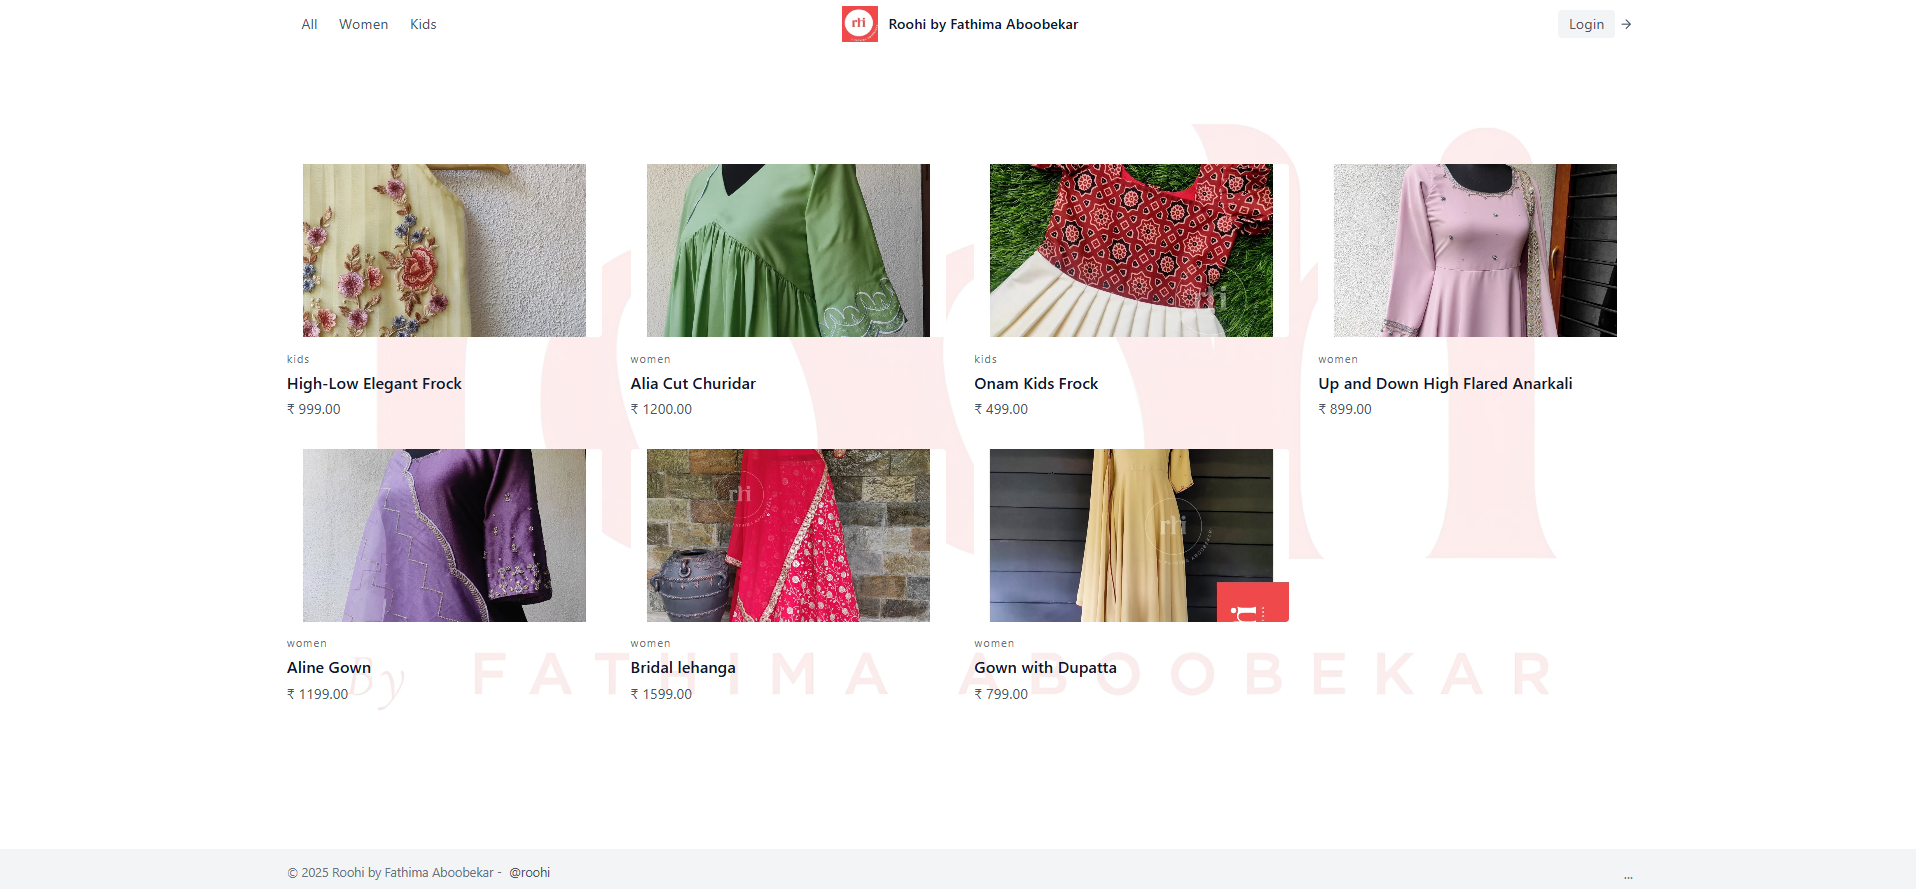 All Women Kids rhi Roohi by Fathima Aboobekar Login →
kids
High-Low Elegant Frock
₹ 999.00
women
Alia Cut Churidar
₹ 1200.00
kids
Onam Kids Frock
₹ 499.00
women
Up and Down High Flared Anarkali
₹ 899.00
women
Aline Gown
₹ 1199.00
rhi
women
Bridal lehanga
₹ 1599.00
rhi
women
Gown with Dupatta
₹ 799.00
By FATHIMA ABOOBEKAR
© 2025 Roohi by Fathima Aboobekar - @roohi ...